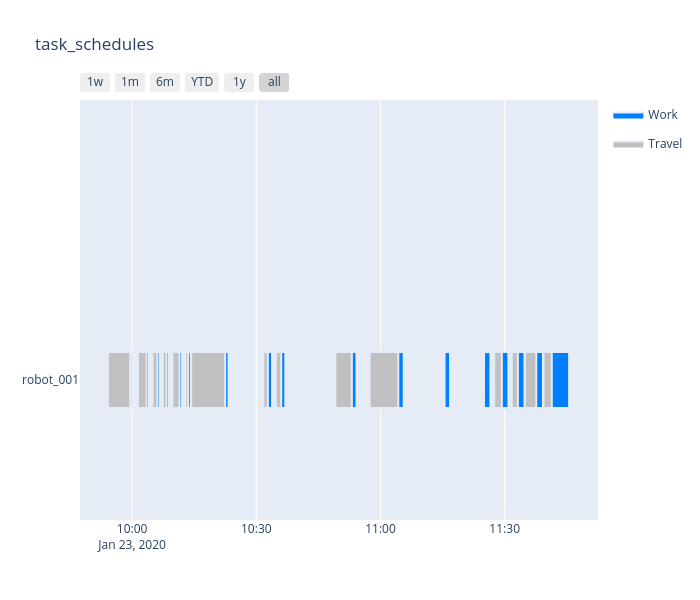 task_schedules
1w 1m 6m YTD 1y all
Work
Travel
robot_001
10:00 10:30 11:00 11:30
Jan 23, 2020